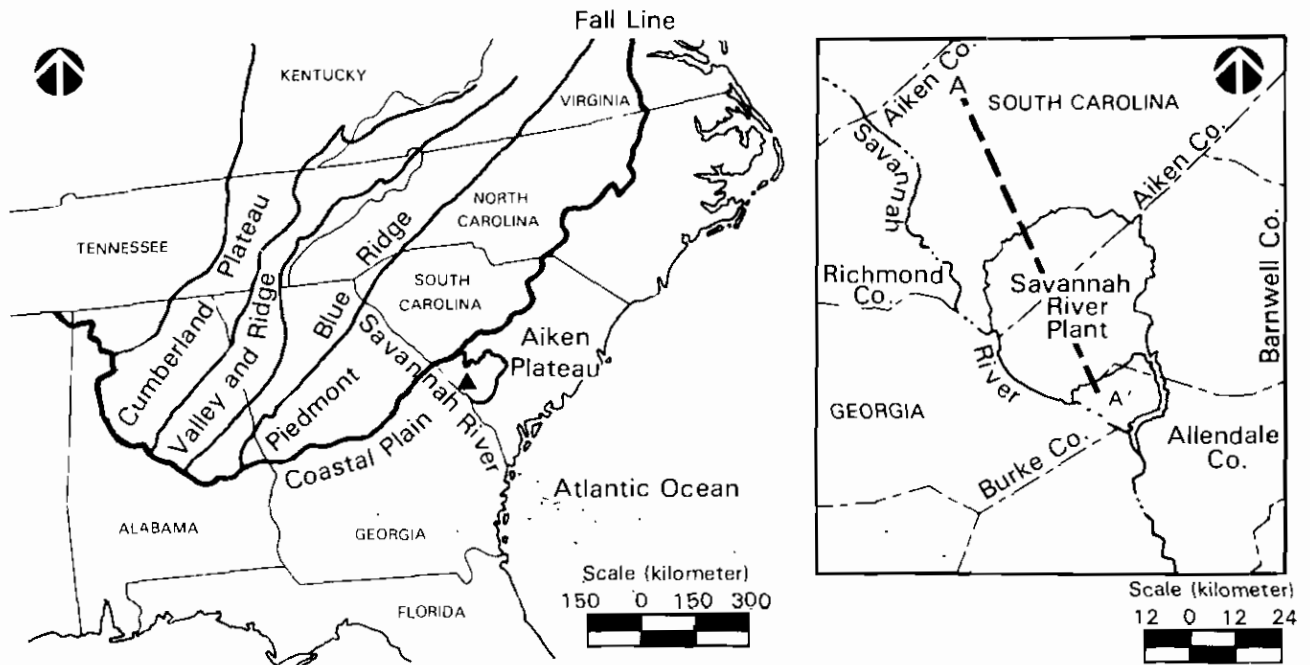 Fall Line
KENTUCKY
VIRGINIA
TENNESSEE
NORTH
CAROLINA
SOUTH
CAROLINA
Cumberland Plateau
Valley and Ridge
Blue Ridge
Piedmont
Coastal Plain
Savannah River
Aiken
Plateau
Atlantic Ocean
ALABAMA
GEORGIA
FLORIDA
Scale (kilometer)
150 0 150 300
Aiken Co.
A
SOUTH CAROLINA
Savannah
River
Aiken Co.
Richmond
Co.
Savannah
River
Plant
Barnwell Co.
GEORGIA
A'
Burke Co.
Allendale
Co.
Scale (kilometer)
12 0 12 24